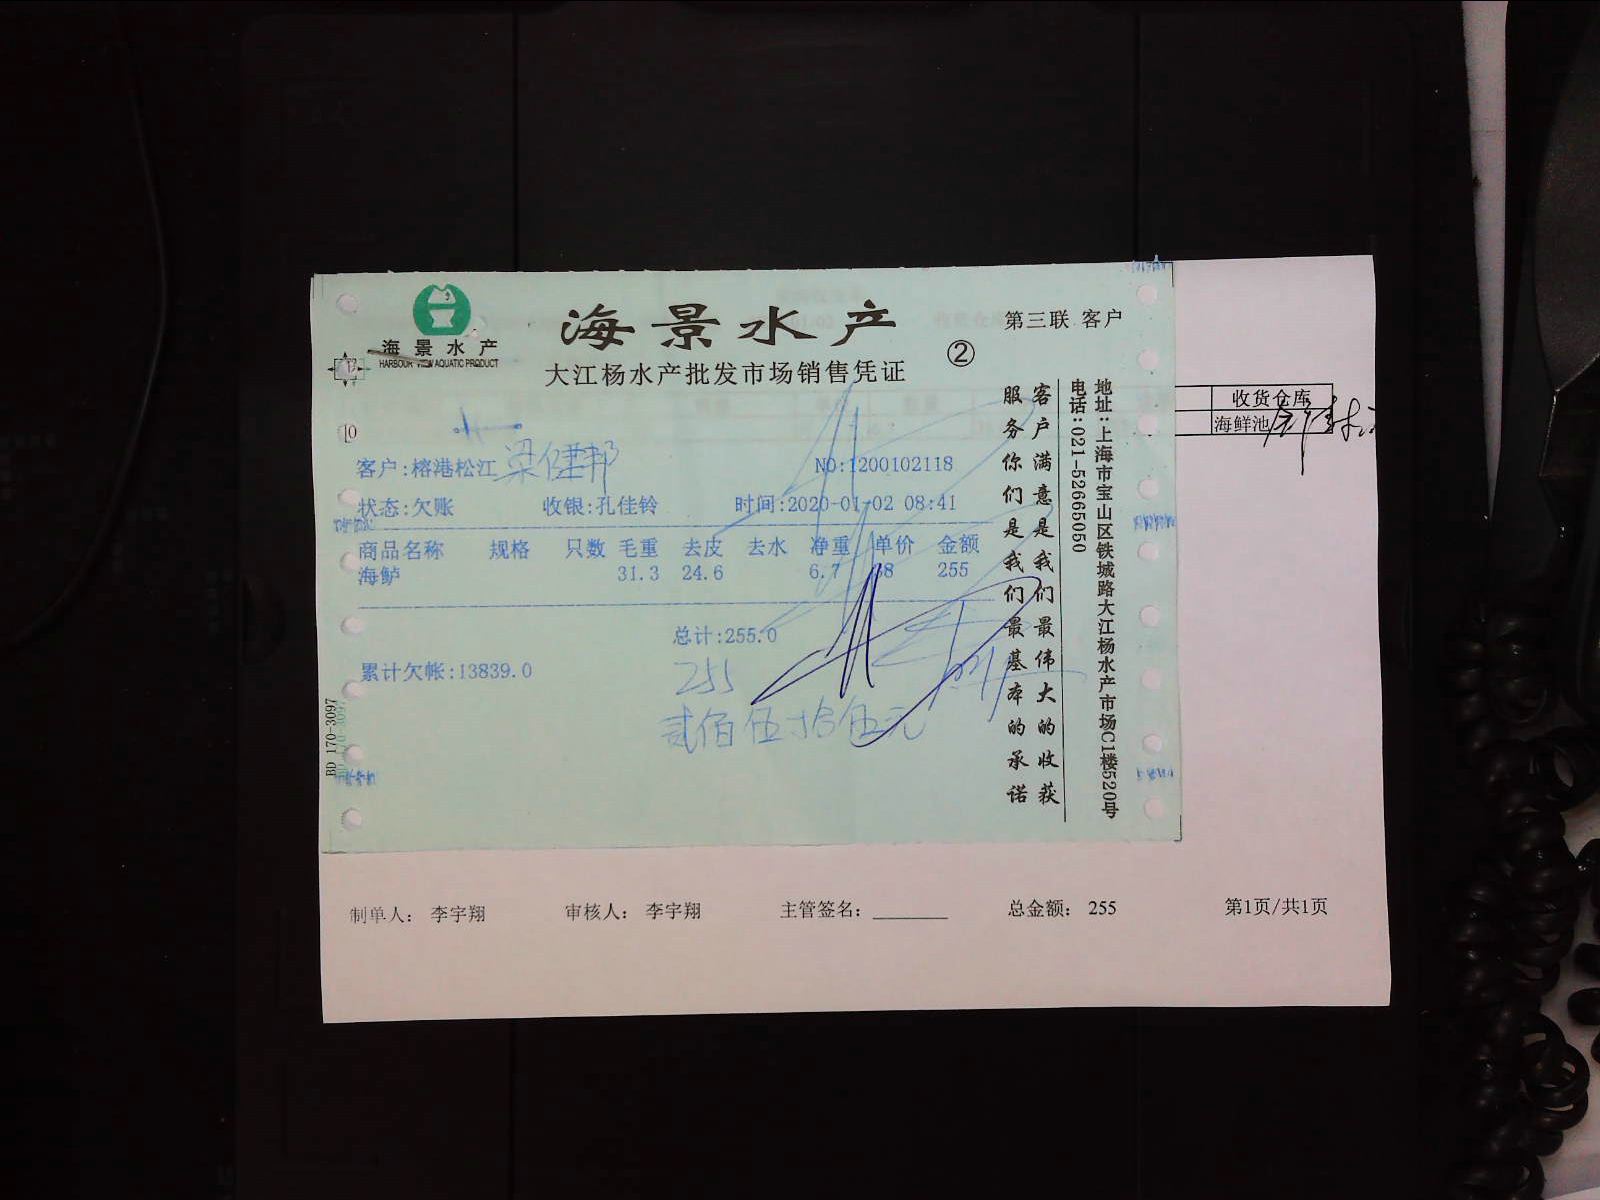 海景水产
HARBOUR VIEW AQUATIC PRODUCT
海景水产
大江杨水产批发市场销售凭证
②
第三联 客户
客户:榕港松江 梁健邦
NO:1200102118
状态:欠账 收银:孔佳铃 时间:2020-01-02 08:41
商品名称 规格 只数 毛重 去皮 去水 净重 单价 金额
海鲈 31.3 24.6 6.7 38 255
总计:255.0
累计欠帐:13839.0
255
贰佰伍拾伍元
客户满意是我们最伟大的收获
服务你们是我们最基本的承诺
地址:上海市宝山区铁城路大江杨水产市场C1楼520号
电话:021-52665050
BD 170-3097
收货仓库
海鲜池
制单人: 李宇翔 审核人: 李宇翔 主管签名: 总金额: 255 第1页/共1页